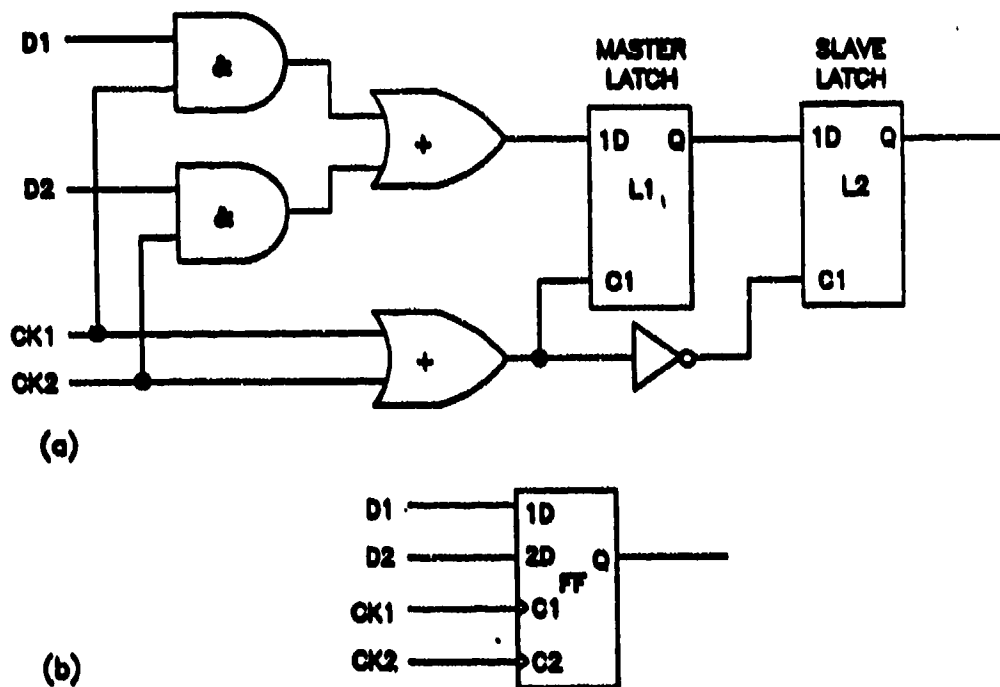 D1
&
MASTER
LATCH
SLAVE
LATCH
+
1D Q
1D Q
D2
&
L1
L2
C1
C1
CK1
+
CK2
(a)
D1
1D
D2
2D Q
FF
CK1
C1
CK2
C2
(b)